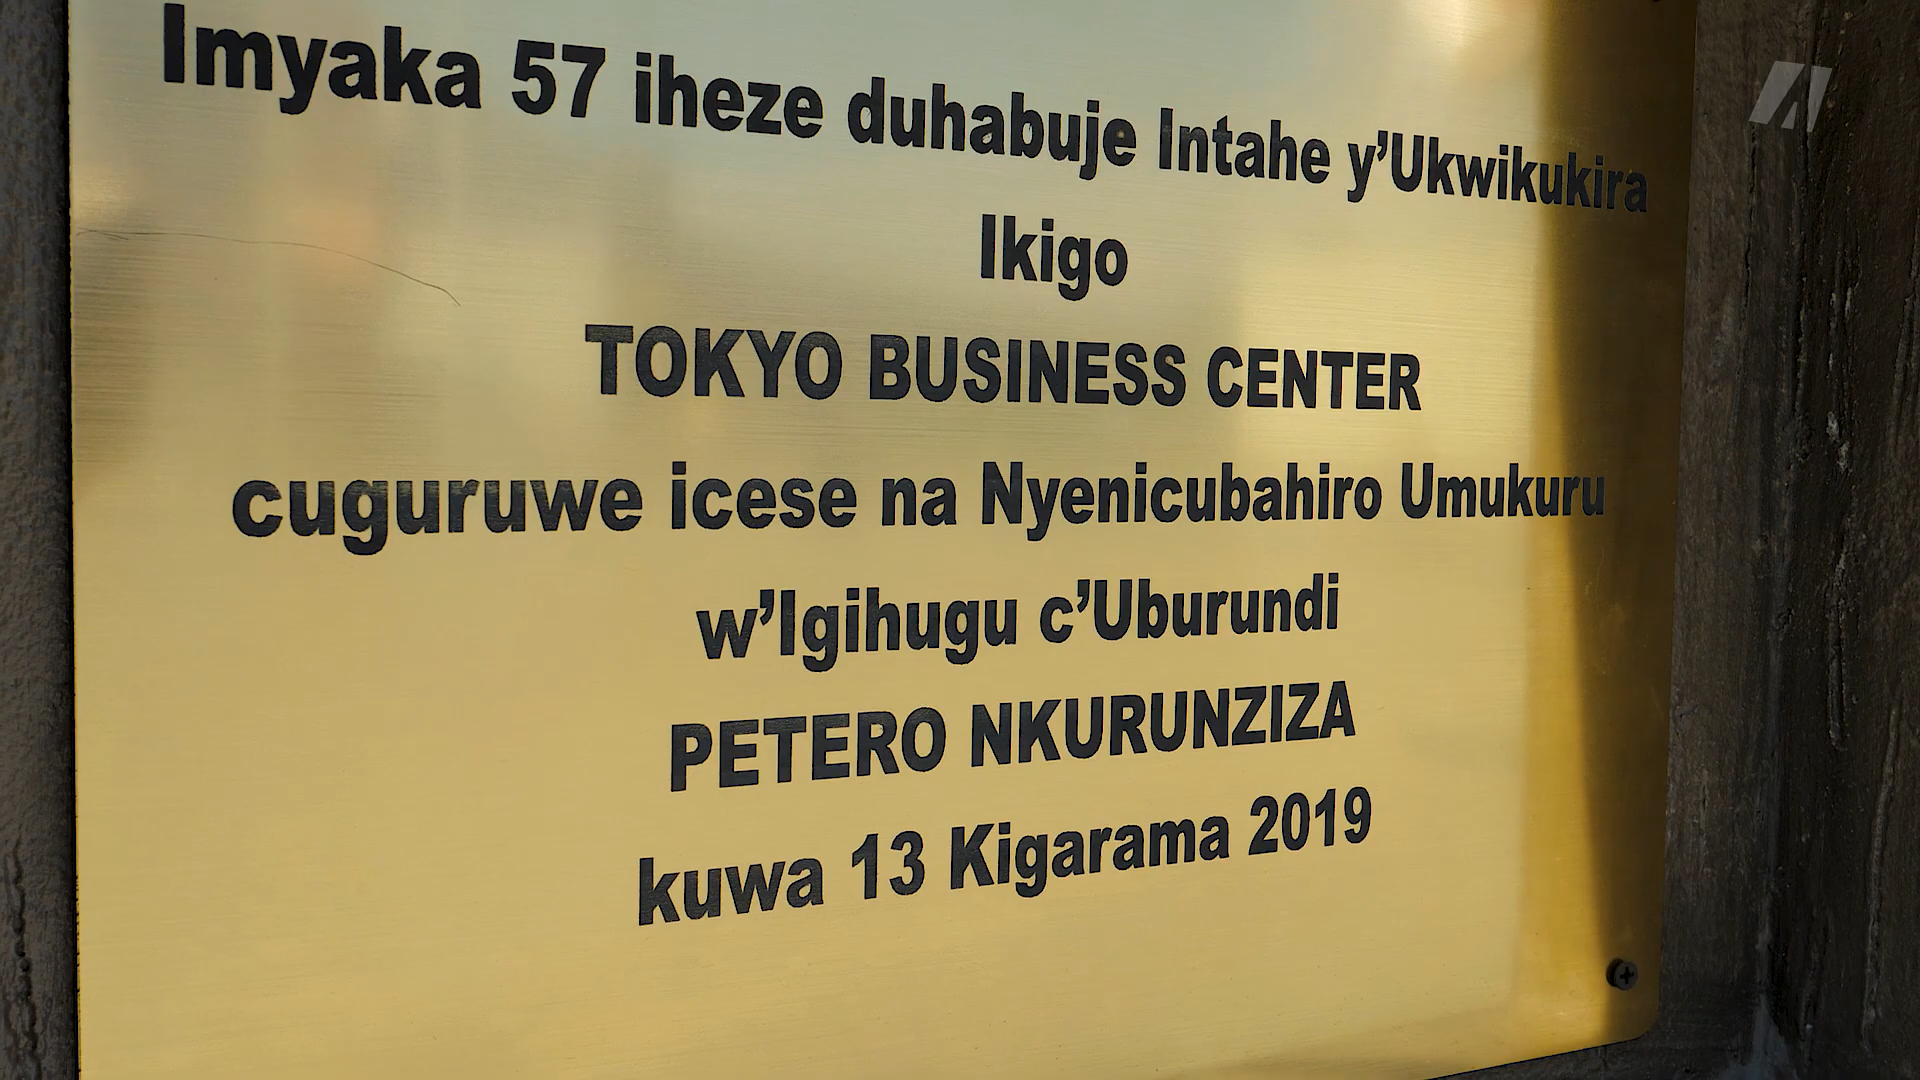 Imyaka 57 iheze duhabuje Intahe y’Ukwikukira
Ikigo
TOKYO BUSINESS CENTER
cuguruwe icese na Nyenicubahiro Umukuru
w’Igihugu c’Uburundi
PETERO NKURUNZIZA
kuwa 13 Kigarama 2019